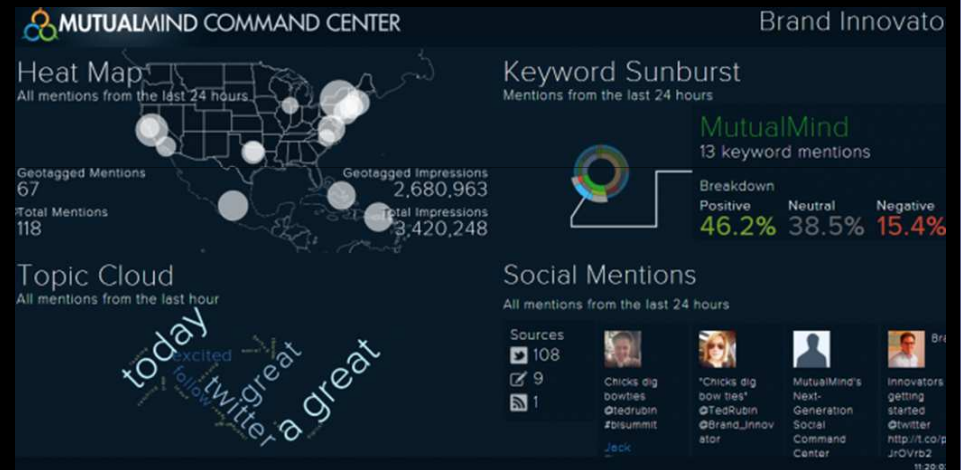 MUTUALMIND COMMAND CENTER
Brand Innovato
Heat Map
All mentions from the last 24 hours
Geotagged Mentions
67
Total Mentions
118
Geotagged Impressions
2,680,963
Total Impressions
3,420,248
Keyword Sunburst
Mentions from the last 24 hours
MutualMind
13 keyword mentions
Breakdown
Positive
Neutral
Negative
46.2%
38.5%
15.4%
Topic Cloud
All mentions from the last hour
today
excited
follow
twitter
great
a great
Social Mentions
All mentions from the last 24 hours
Sources
108
9
1
Chicks dig
bowties
@tedrubin
#bisummit
Jack
"Chicks dig
bow ties"
@TedRubin
@Brand_Innov
ator
MutualMind's
Next-
Generation
Social
Command
Center
Bra
Innovators
getting
started
@twitter
http://t.co/p
JrOVrb2
11:20:0